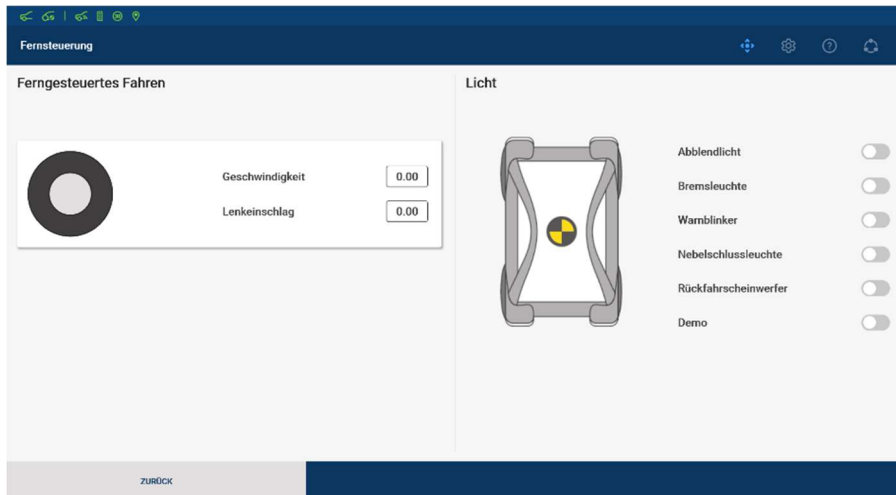 Fernsteuerung
Ferngesteuertes Fahren
Geschwindigkeit 0.00
Lenkeinschlag 0.00
Licht
Abblendlicht
Bremsleuchte
Warnblinker
Nebelschlussleuchte
Rückfahrscheinwerfer
Demo
ZURÜCK